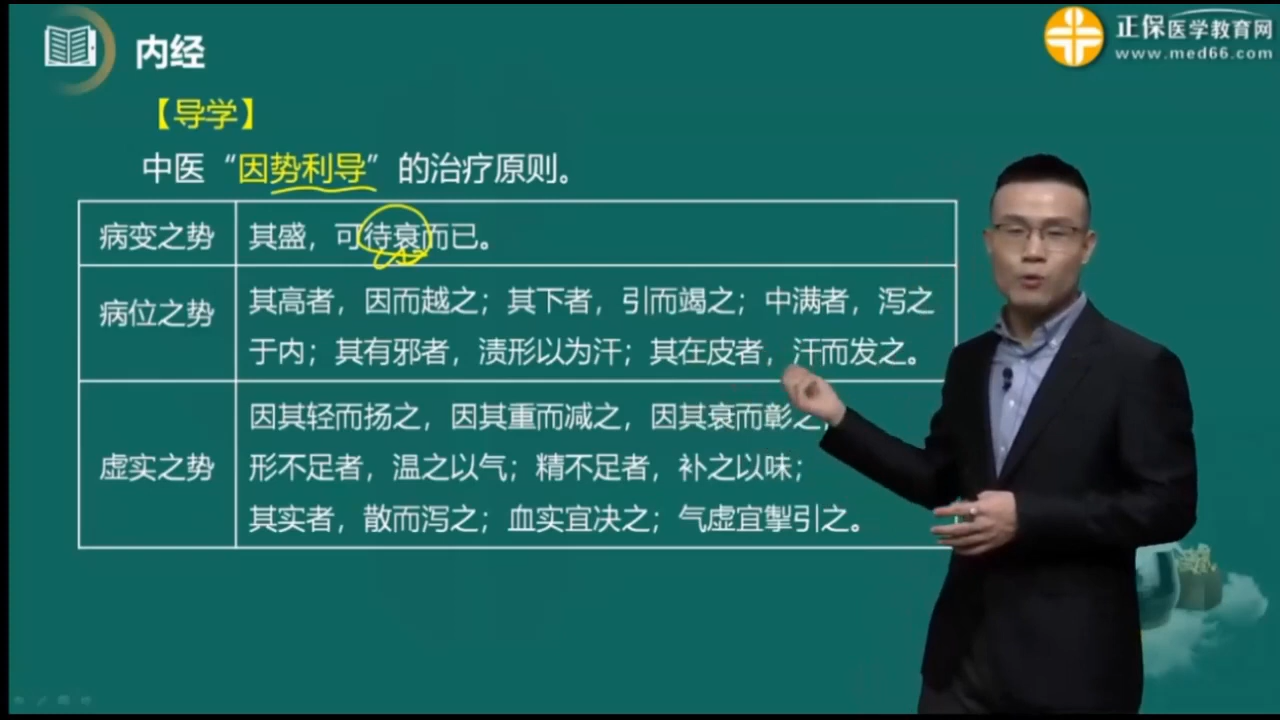 内经
正保医学教育网
www.med66.com
【导学】
中医“因势利导”的治疗原则。
病变之势
其盛，可待衰而已。
病位之势
其高者，因而越之；其下者，引而竭之；中满者，泻之
于内；其有邪者，渍形以为汗；其在皮者，汗而发之。
虚实之势
因其轻而扬之，因其重而减之，因其衰而彰之，
形不足者，温之以气；精不足者，补之以味；
其实者，散而泻之；血实宜决之；气虚宜掣引之。